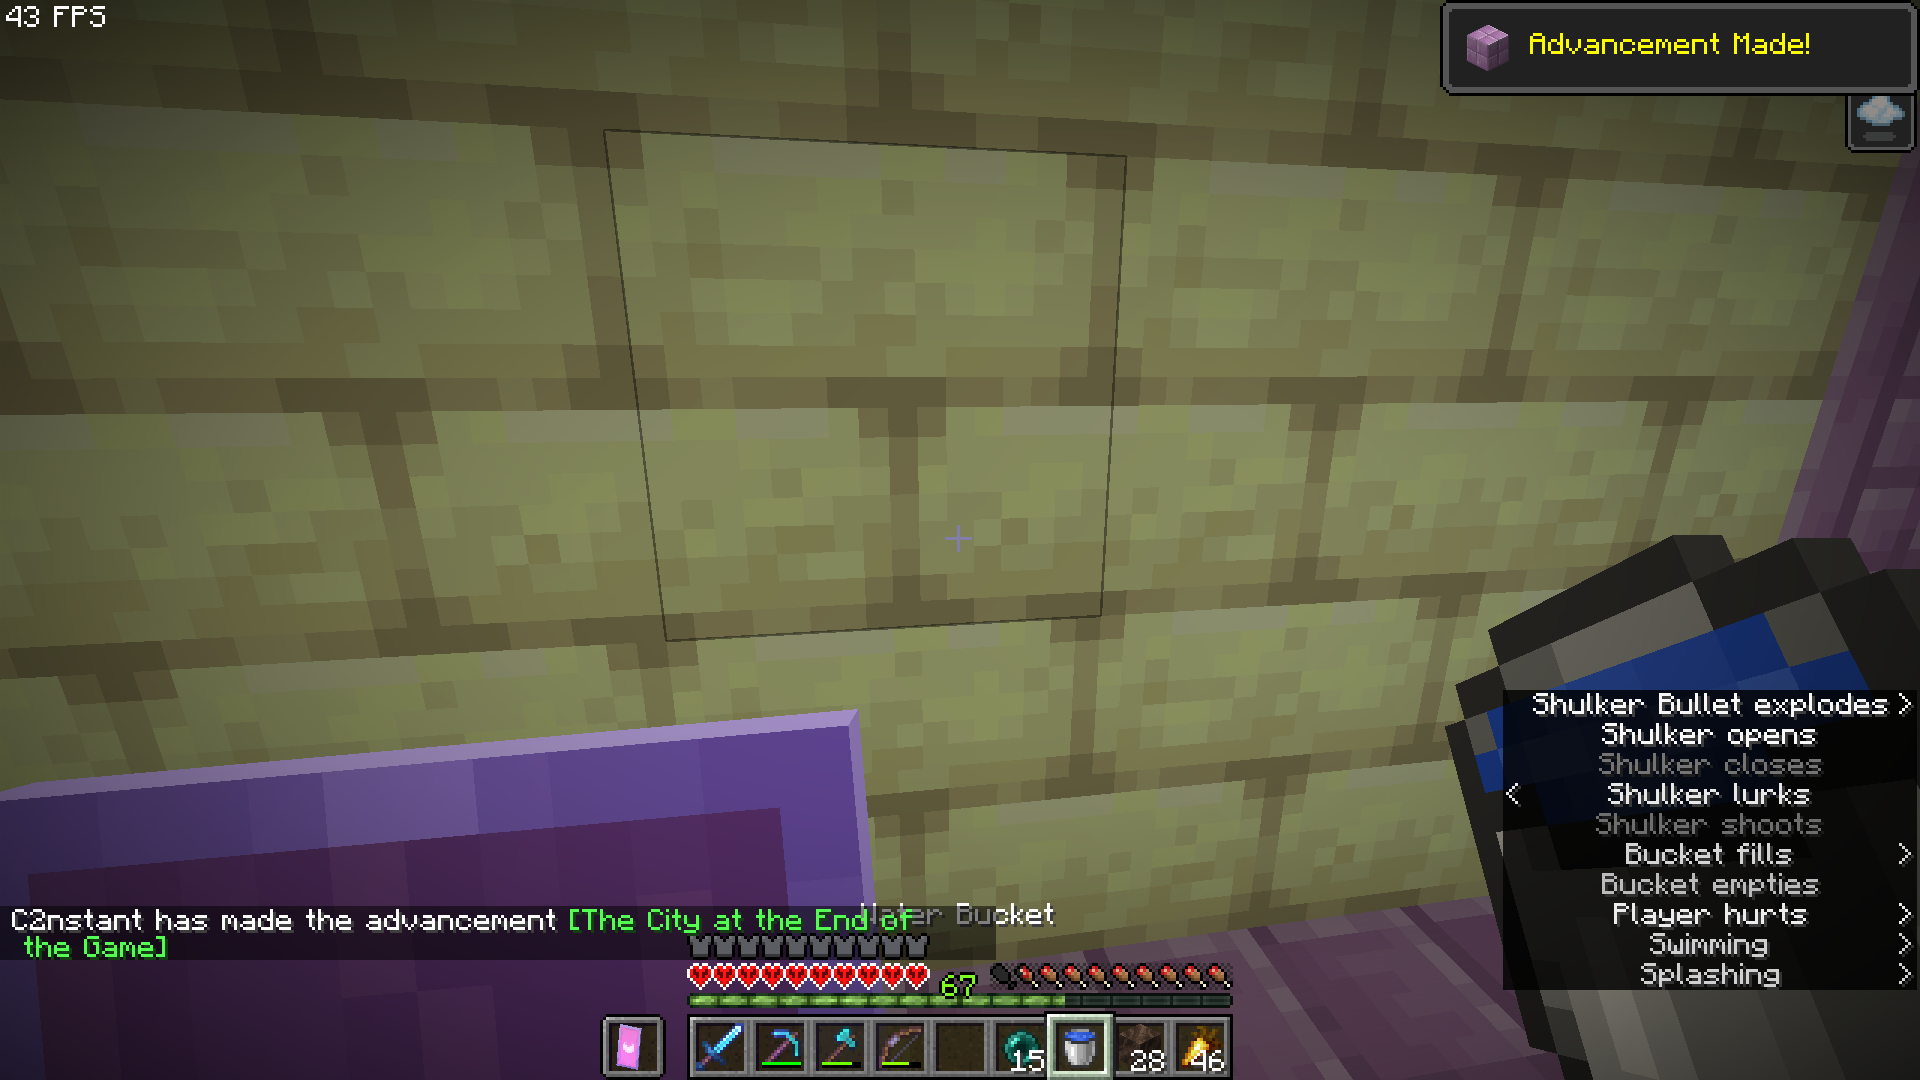 43 FPS
Advancement Made!
Shulker Bullet explodes >
Shulker opens
Shulker closes
< Shulker lurks
Shulker shoots
Bucket fills >
Bucket empties
Player hurts >
Swimming >
Splashing >
Water Bucket
C2nstant has made the advancement [The City at the End of
the Game]
67
15
28
46